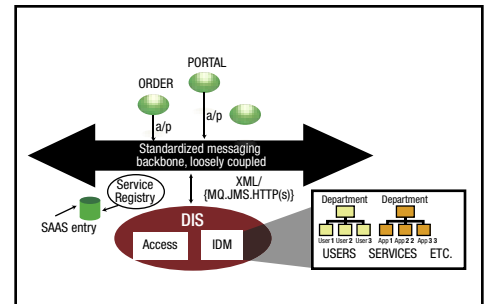 PORTAL
ORDER
a/p
a/p
Standardized messaging
backbone, loosely coupled
Service
Registry
XML/
{MQ.JMS.HTTP(s)}
SAAS entry
DIS
Access
IDM
Department
Department
User 1 User 2 User 3
App 1 App 2 2 App 3 3
USERS SERVICES ETC.